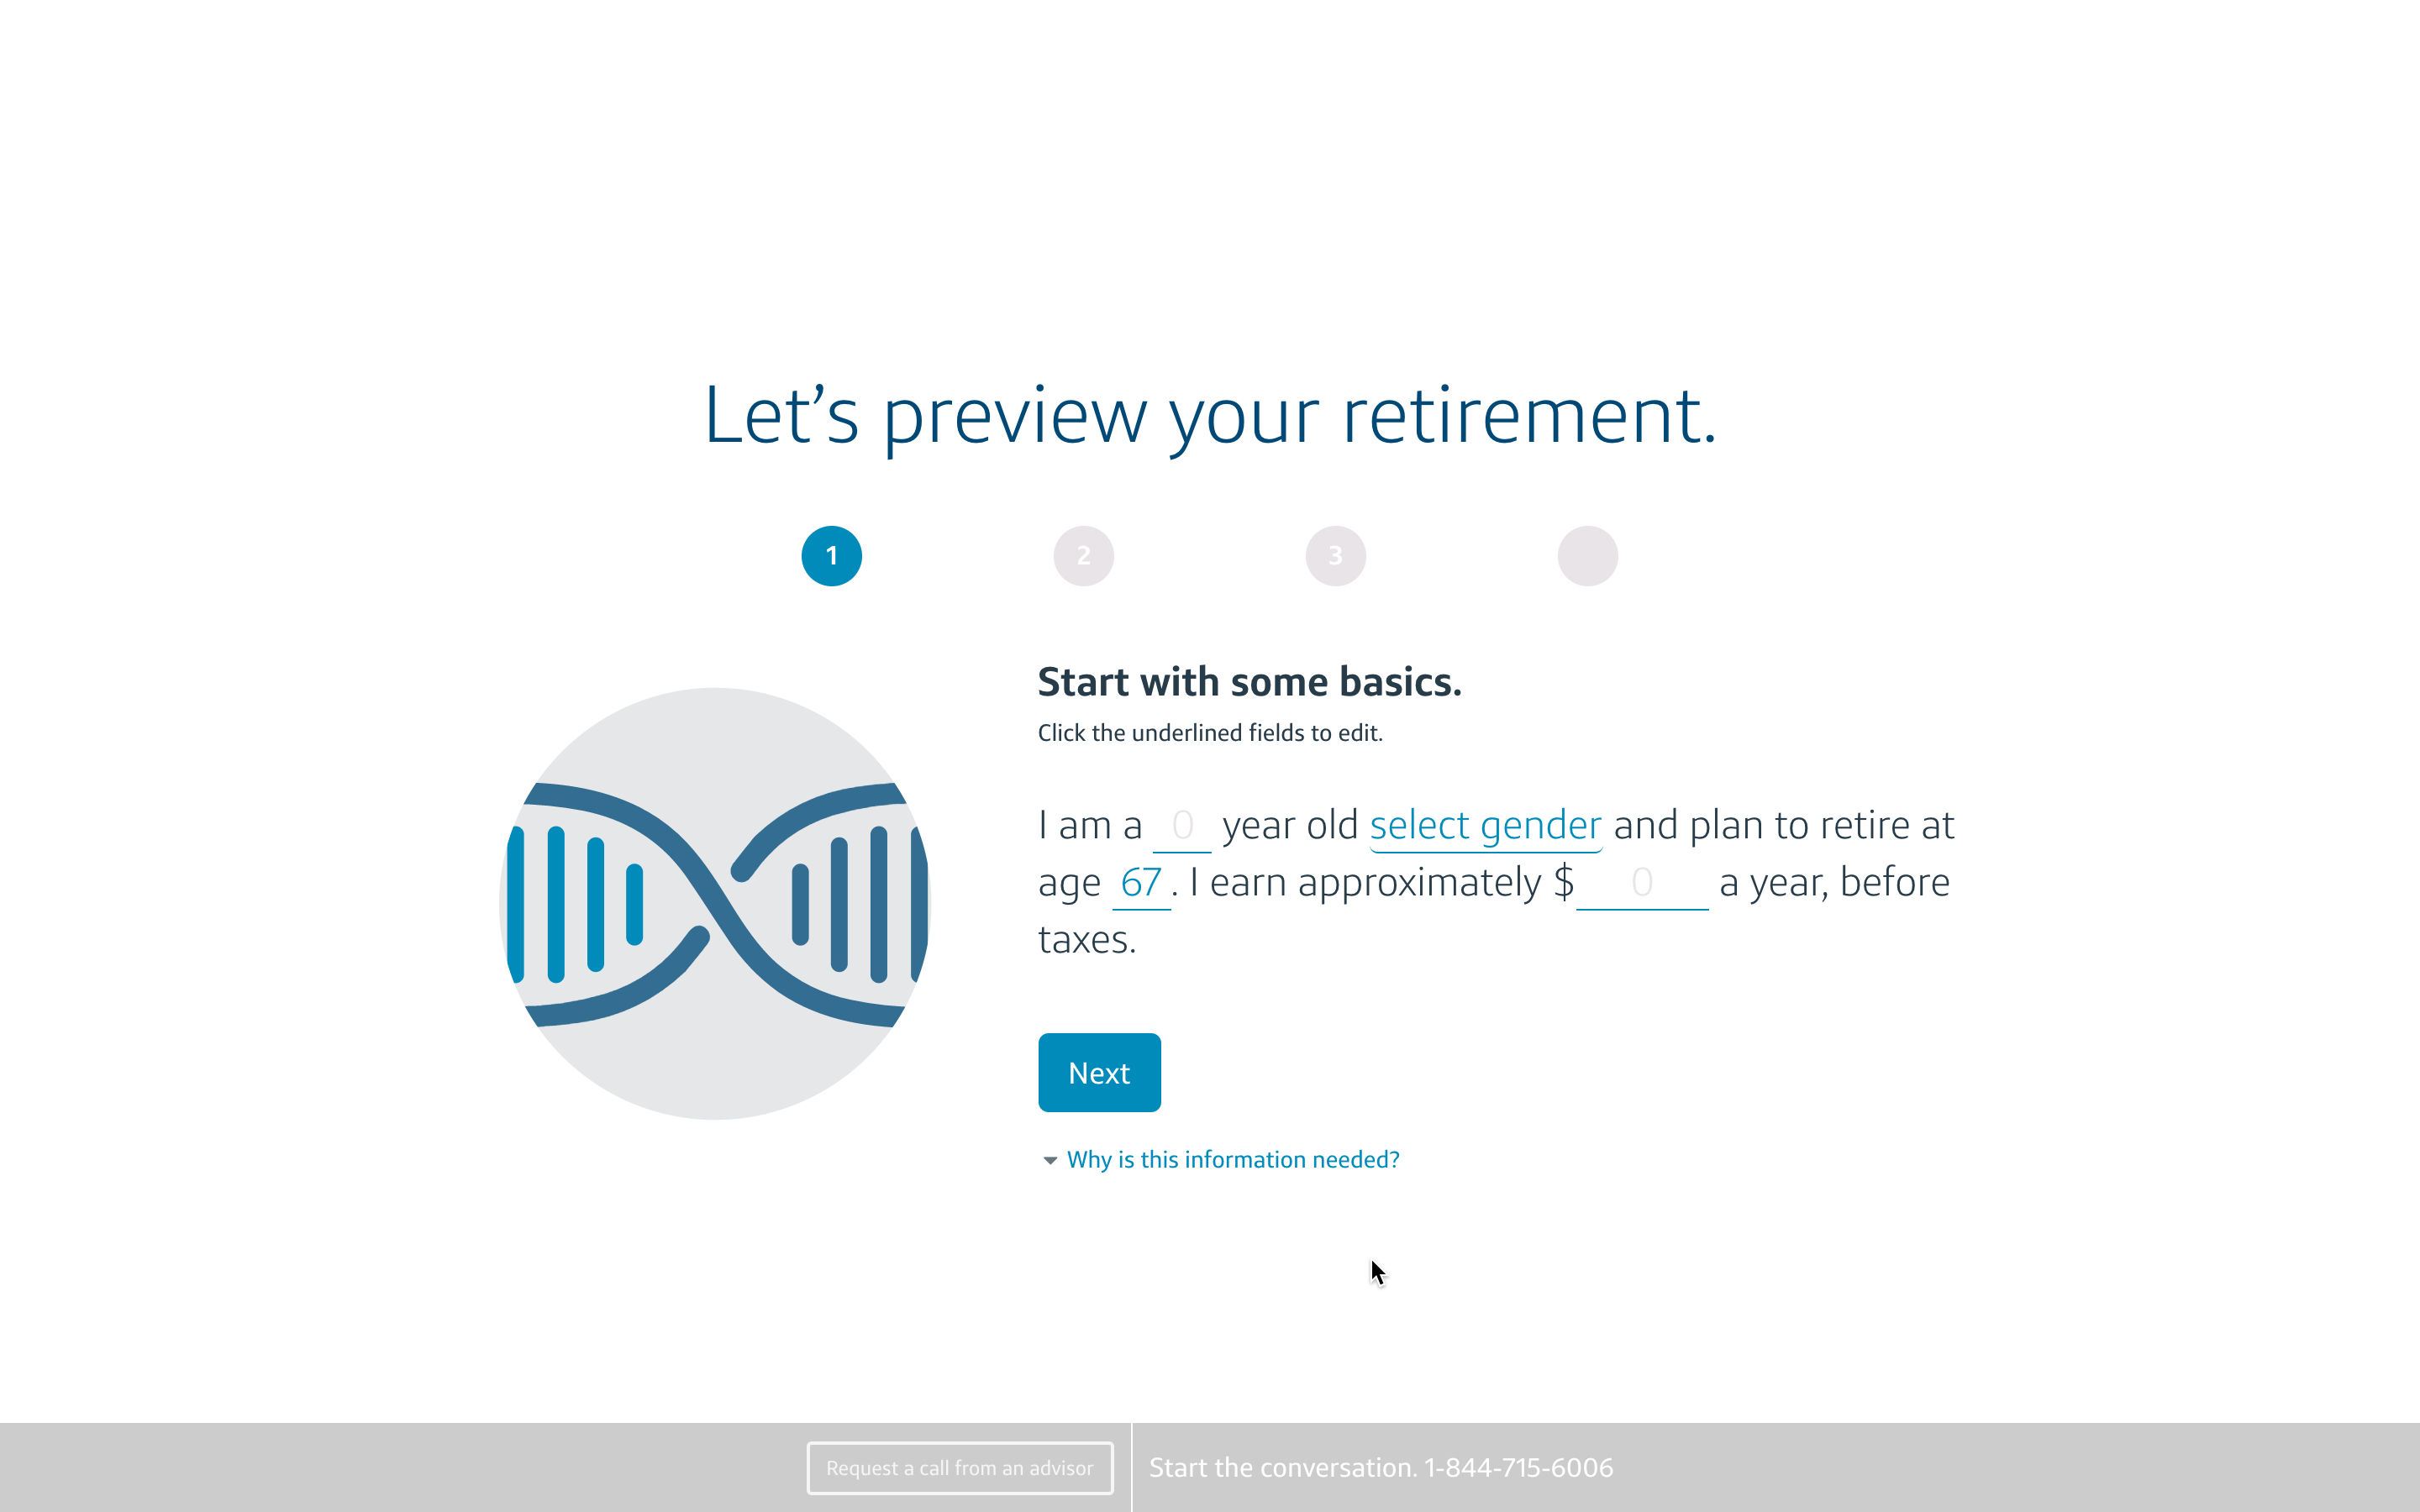 Let’s preview your retirement.
1
2
3
Start with some basics.
Click the underlined fields to edit.
I am a 0 year old select gender and plan to retire at
age 67. I earn approximately $ 0 a year, before
taxes.
Next
Why is this information needed?
Request a call from an advisor
Start the conversation. 1-844-715-6006